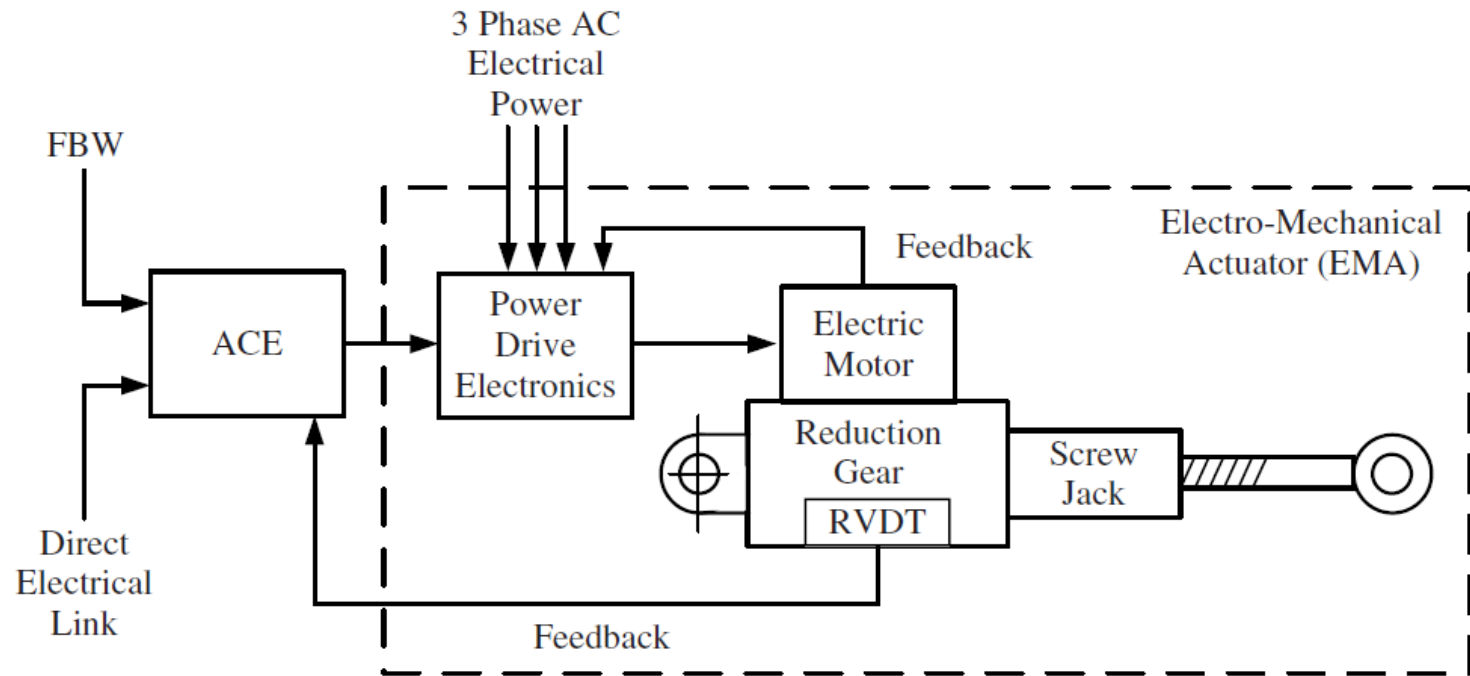 3 Phase AC
Electrical
Power
FBW
Electro-Mechanical
Actuator (EMA)
Feedback
ACE
Power
Drive
Electronics
Electric
Motor
Reduction
Gear
RVDT
Screw
Jack
Direct
Electrical
Link
Feedback